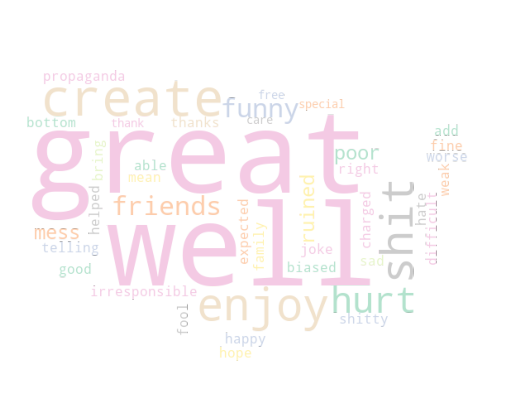 propaganda
free
create
funny
special
bottom
thank
thanks
care
add
great
fine
poor
worse
able
bring
right
mean
weak
helped
friends
ruined
charged
shit
hate
difficult
mess
expected
family
well
telling
joke
sad
good
biased
irresponsible
enjoy
hurt
fool
shitty
happy
hope